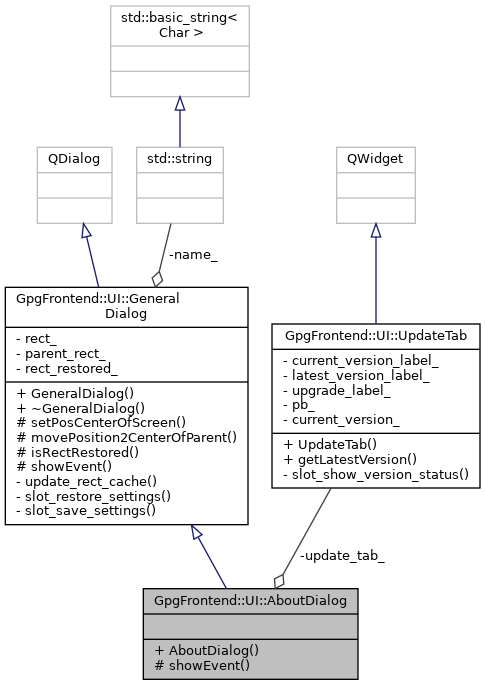 std::basic_string<
Char >
QDialog
std::string
QWidget
-name_
GpgFrontend::UI::General
Dialog
- rect_
- parent_rect_
- rect_restored_
+ GeneralDialog()
+ ~GeneralDialog()
# setPosCenterOfScreen()
# movePosition2CenterOfParent()
# isRectRestored()
# showEvent()
- update_rect_cache()
- slot_restore_settings()
- slot_save_settings()
GpgFrontend::UI::UpdateTab
- current_version_label_
- latest_version_label_
- upgrade_label_
- pb_
- current_version_
+ UpdateTab()
+ getLatestVersion()
- slot_show_version_status()
-update_tab_
GpgFrontend::UI::AboutDialog
+ AboutDialog()
# showEvent()